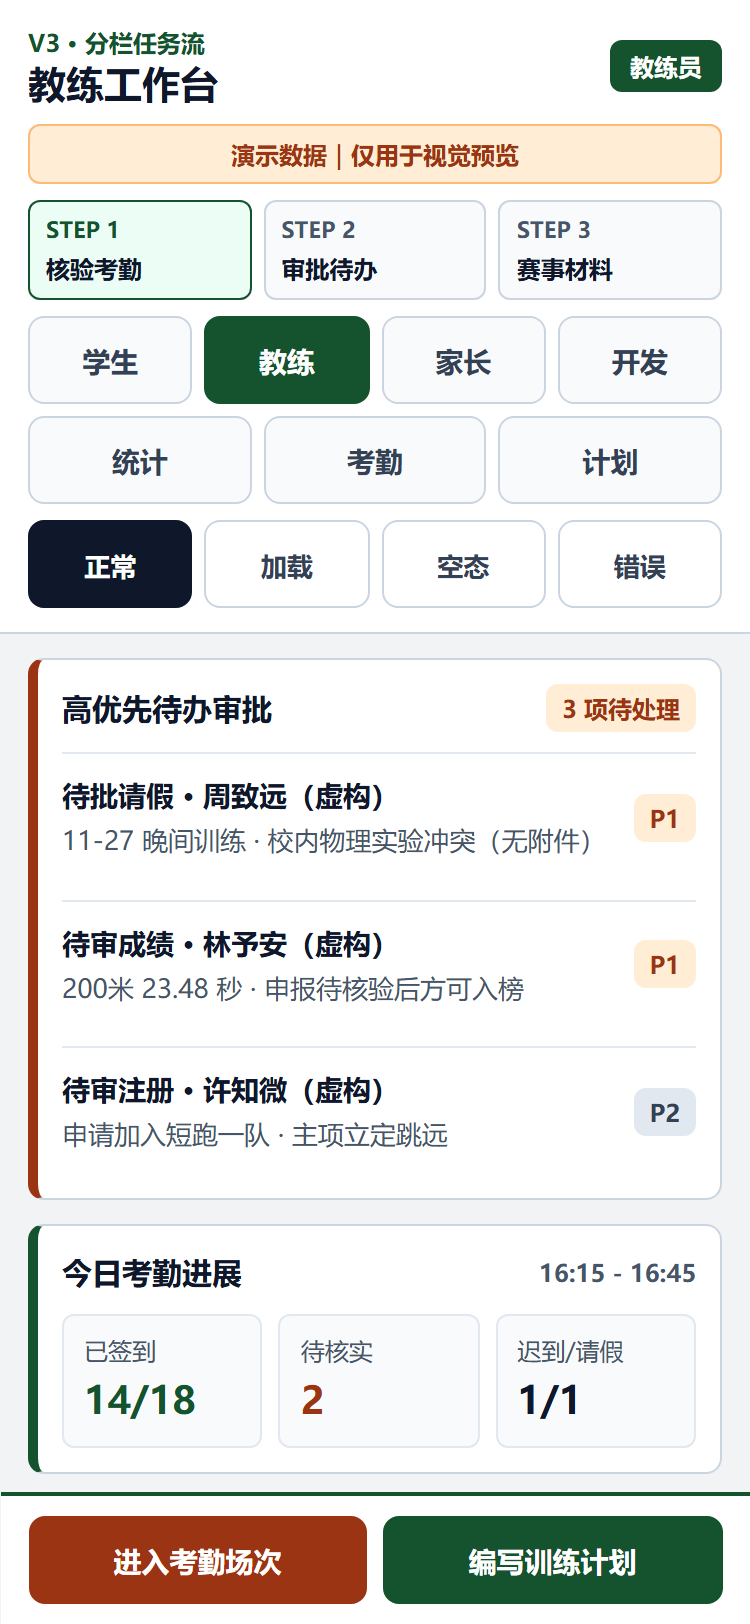 V3 • 分栏任务流
教练工作台
教练员
演示数据｜仅用于视觉预览
STEP 1
核验考勤
STEP 2
审批待办
STEP 3
赛事材料
学生
教练
家长
开发
统计
考勤
计划
正常
加载
空态
错误
高优先待办审批
3 项待处理
待批请假 • 周致远（虚构）
11-27 晚间训练 · 校内物理实验冲突（无附件）
P1
待审成绩 • 林予安（虚构）
200米 23.48 秒 · 申报待核验后方可入榜
P1
待审注册 • 许知微（虚构）
申请加入短跑一队 · 主项立定跳远
P2
今日考勤进展
16:15 - 16:45
已签到
14/18
待核实
2
迟到/请假
1/1
进入考勤场次
编写训练计划